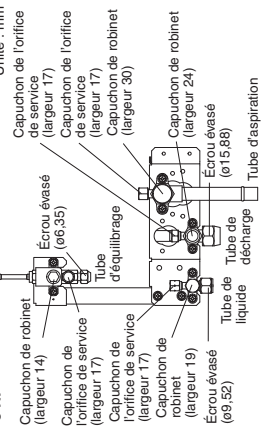 Unité : mm
Capuchon de l'orifice
de service
(largeur 17)
Capuchon de l'orifice
de service
(largeur 17)
Capuchon de robinet
(largeur 30)
Capuchon de robinet
(largeur 24)
Écrou évasé
(ø15,88)
Tube d'aspiration
Écrou évasé
(ø6,35)
Tube
d'équilibrage
Tube de
décharge
Tube de
liquide
Capuchon de robinet
(largeur 14)
Capuchon de
l'orifice de service
(largeur 17)
Capuchon de
l'orifice de service
(largeur 17)
Capuchon de
robinet
(largeur 19)
Écrou évasé
(ø9,52)